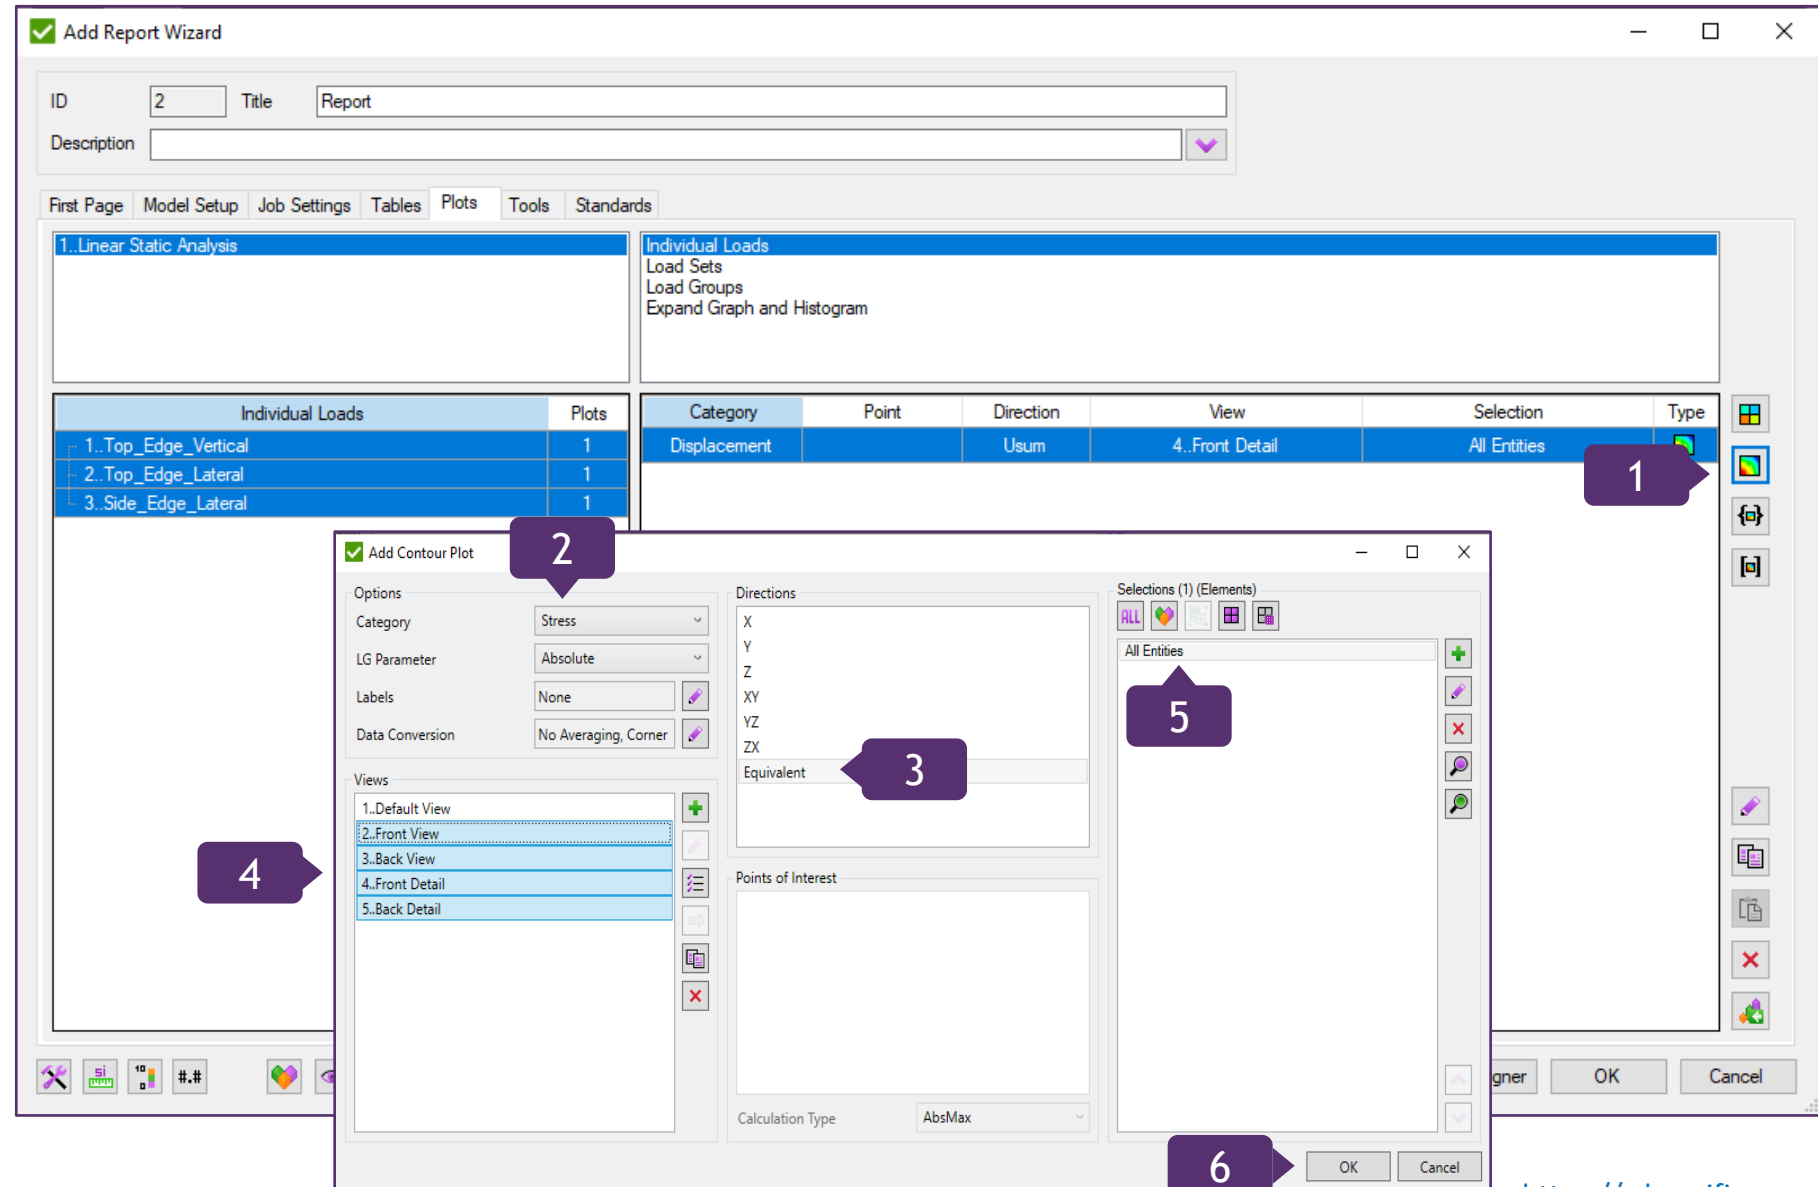 Add Report Wizard
ID 2 Title Report
Description
First Page Model Setup Job Settings Tables Plots Tools Standards
1..Linear Static Analysis
Individual Loads
Load Sets
Load Groups
Expand Graph and Histogram
Individual Loads Plots
1..Top_Edge_Vertical 1
2..Top_Edge_Lateral 1
3..Side_Edge_Lateral 1
Category Point Direction View Selection Type
Displacement Usum 4..Front Detail All Entities
1
2
Add Contour Plot
Options
Category Stress
LG Parameter Absolute
Labels None
Data Conversion No Averaging, Corner
Views
1..Default View
2..Front View
3..Back View
4..Front Detail
5..Back Detail
4
Directions
X
Y
Z
XY
YZ
ZX
Equivalent
3
Points of Interest
Calculation Type AbsMax
Selections (1) (Elements)
ALL
All Entities
5
6
OK Cancel
si
10
0
#.#
OK Cancel